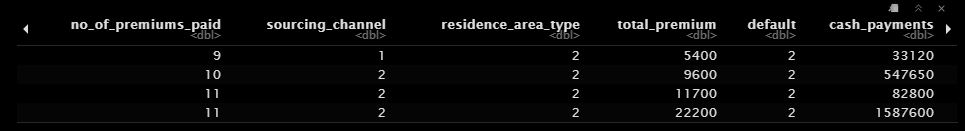 no_of_premiums_paid sourcing_channel residence_area_type total_premium default cash_payments
<dbl> <dbl> <dbl> <dbl> <dbl> <dbl>
9 1 2 5400 2 33120
10 2 2 9600 2 547650
11 2 2 11700 2 82800
11 2 2 22200 2 1587600